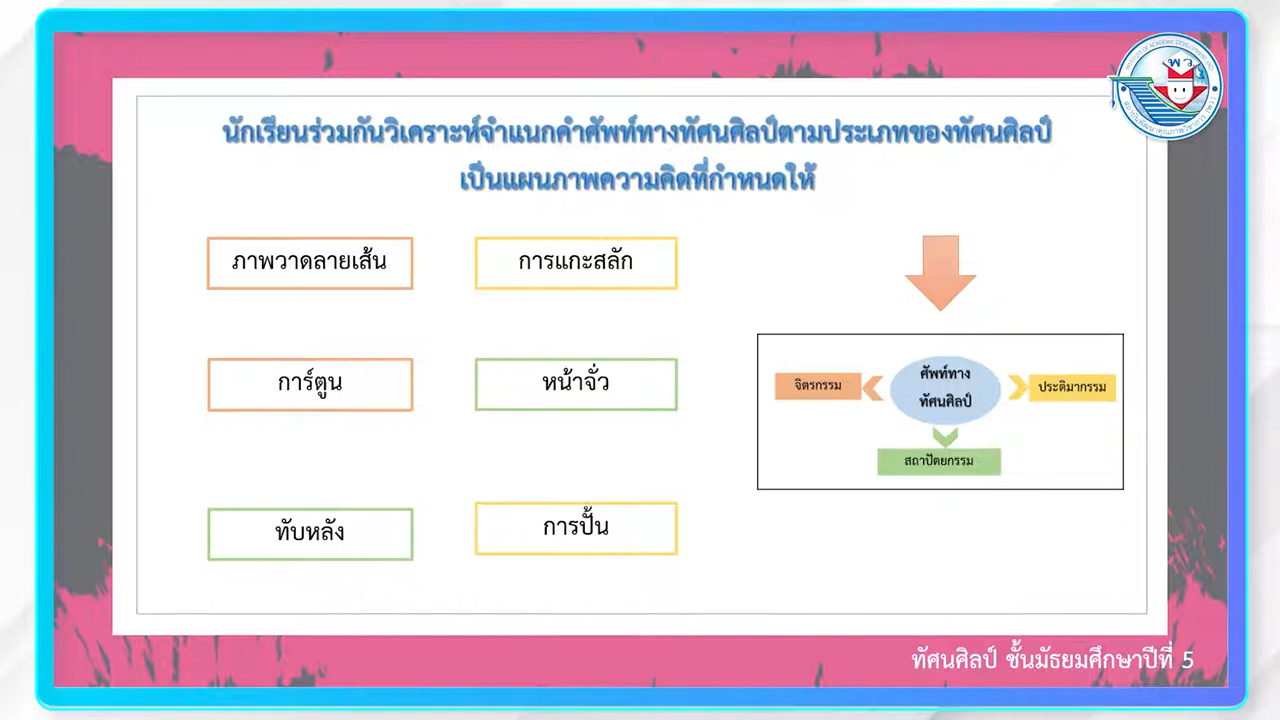 นักเรียนร่วมกันวิเคราะห์จำแนกคำศัพท์ทางทัศนศิลป์ตามประเภทของทัศนศิลป์
เป็นแผนภาพความคิดที่กำหนดให้
ภาพวาดลายเส้น
การแกะสลัก
การ์ตูน
หน้าจั่ว
ทับหลัง
การปั้น
ศัพท์ทาง
ทัศนศิลป์
จิตรกรรม
ประติมากรรม
สถาปัตยกรรม
พว
ทัศนศิลป์ ชั้นมัธยมศึกษาปีที่ 5